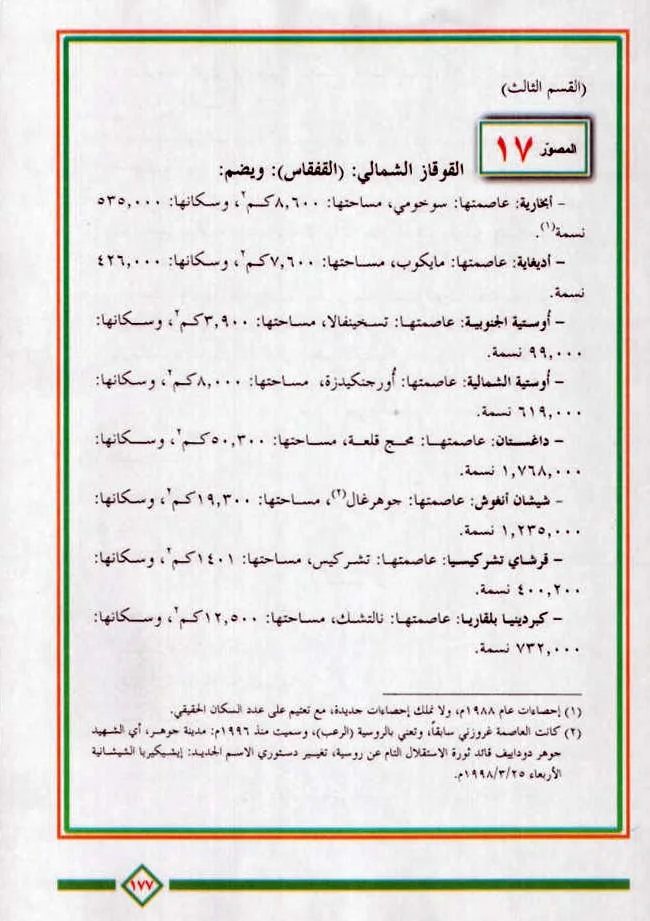 (القسم الثالث)
المصوّر ١٧
القوقاز الشمالي: (القفقاس): ويضم:
– أبخازية: عاصمتها: سوخومي، مساحتها: ٨,٦٠٠كم٢، وسكانها: ٥٣٥,٠٠٠
نسمة(١).
– أديغاية: عاصمتها: مايكوب، مساحتها: ٧,٦٠٠كم٢، وسكانها: ٤٢٦,٠٠٠
نسمة.
– أوستية الجنوبية: عاصمتها: تسخينفالا، مساحتها: ٣,٩٠٠كم٢، وسكانها:
٩٩,٠٠٠ نسمة.
– أوستية الشمالية: عاصمتها: أورجنكيدزة، مساحتها: ٨,٠٠٠كم٢، وسكانها:
٦١٩,٠٠٠ نسمة.
– داغستان: عاصمتها: محج قلعة، مساحتها: ٥٠,٣٠٠كم٢، وسكانها:
١,٧٦٨,٠٠٠ نسمة.
– شيشان أنغوش: عاصمتها: جوهرغال(٢)، مساحتها: ١٩,٣٠٠كم٢، وسكانها:
١,٢٣٥,٠٠٠ نسمة.
– قرشاي تشركيسيا: عاصمتها: تشركيس، مساحتها: ١٤٠١كم٢، وسكانها:
٤٠٠,٢٠٠ نسمة.
– كبردينيا بلقاريا: عاصمتها: نالتشك، مساحتها: ١٢,٥٠٠كم٢، وسكانها:
٧٣٢,٠٠٠ نسمة.
(١) إحصاءات عام ١٩٨٨م، ولا نملك إحصاءات جديدة، مع تعتيم على عدد السكان الحقيقي.
(٢) كانت العاصمة غروزني سابقاً، وتعني بالروسية (الرعب)، وسميت منذ ١٩٩٦م: مدينة جوهر، أي الشهيد
جوهر دوداييف قائد ثورة الاستقلال التام عن روسية، تغيير دستوري الاسم الجديد: إيشيكيريا الشيشانية
الأربعاء ١٩٩٨/٣/٢٥م.
١٧٧